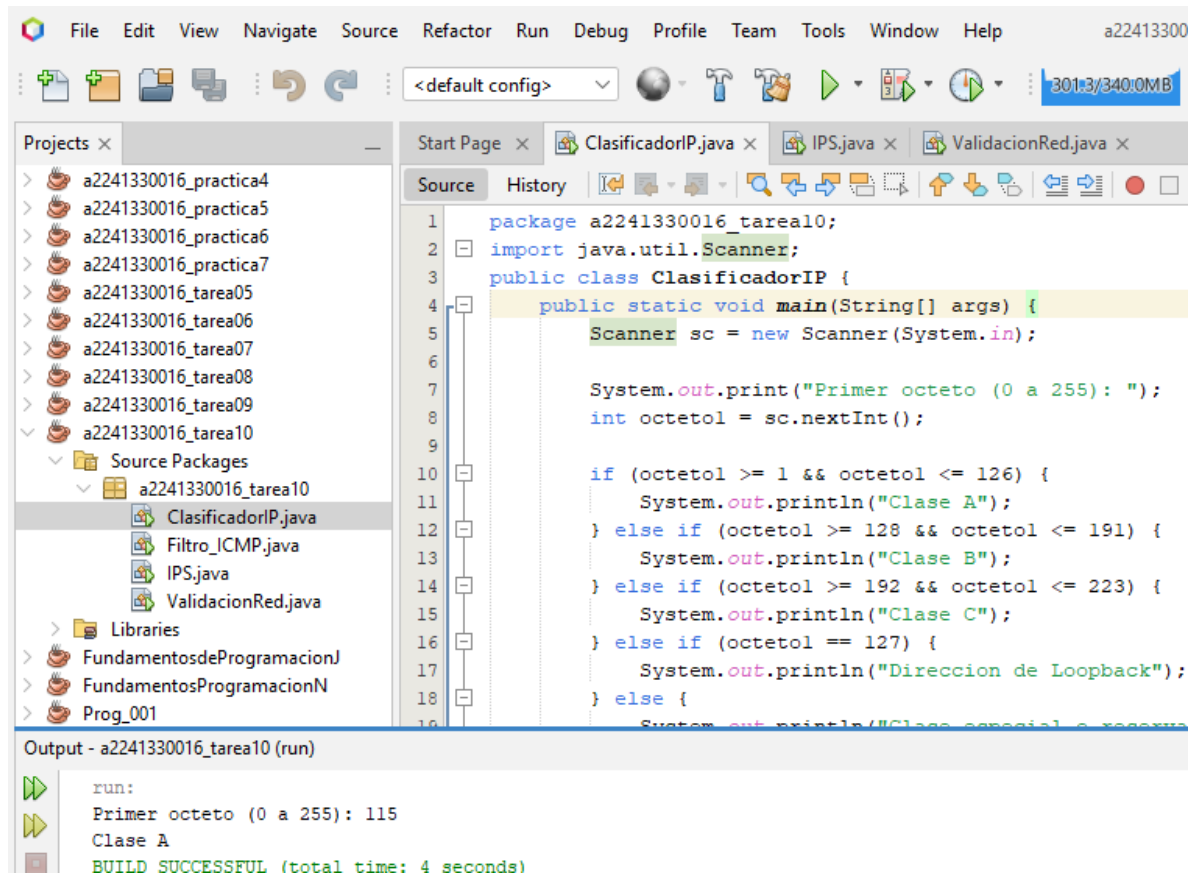 File Edit View Navigate Source Refactor Run Debug Profile Team Tools Window Help a22413300
<default config> 301.3/340.0MB
Projects
a2241330016_practica4
a2241330016_practica5
a2241330016_practica6
a2241330016_practica7
a2241330016_tarea05
a2241330016_tarea06
a2241330016_tarea07
a2241330016_tarea08
a2241330016_tarea09
a2241330016_tarea10
Source Packages
a2241330016_tarea10
ClasificadorIP.java
Filtro_ICMP.java
IPS.java
ValidacionRed.java
Libraries
FundamentosdeProgramacionJ
FundamentosProgramacionN
Prog_001
Start Page ClasificadorIP.java IPS.java ValidacionRed.java
Source History
1 package a2241330016_tarea10;
2 import java.util.Scanner;
3 public class ClasificadorIP {
4 public static void main(String[] args) {
5 Scanner sc = new Scanner(System.in);
6
7 System.out.print("Primer octeto (0 a 255): ");
8 int octeto1 = sc.nextInt();
9
10 if (octeto1 >= 1 && octeto1 <= 126) {
11 System.out.println("Clase A");
12 } else if (octeto1 >= 128 && octeto1 <= 191) {
13 System.out.println("Clase B");
14 } else if (octeto1 >= 192 && octeto1 <= 223) {
15 System.out.println("Clase C");
16 } else if (octeto1 == 127) {
17 System.out.println("Direccion de Loopback");
18 } else {
19 System.out.println("Clase especial o reserva
Output - a2241330016_tarea10 (run)
run:
Primer octeto (0 a 255): 115
Clase A
BUILD SUCCESSFUL (total time: 4 seconds)